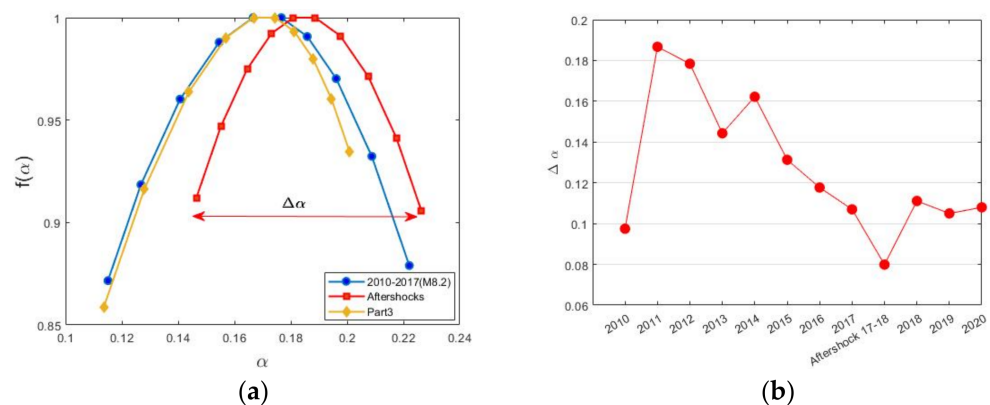 f(α)
1
0.95
0.9
0.85
0.1 0.12 0.14 0.16 0.18 0.2 0.22 0.24
α
Δα
2010-2017(M8.2)
Aftershocks
Part3
(a)
Δ α
0.2
0.18
0.16
0.14
0.12
0.1
0.08
0.06
2010 2011 2012 2013 2014 2015 2016 2017 Aftershock 17-18 2018 2019 2020
(b)